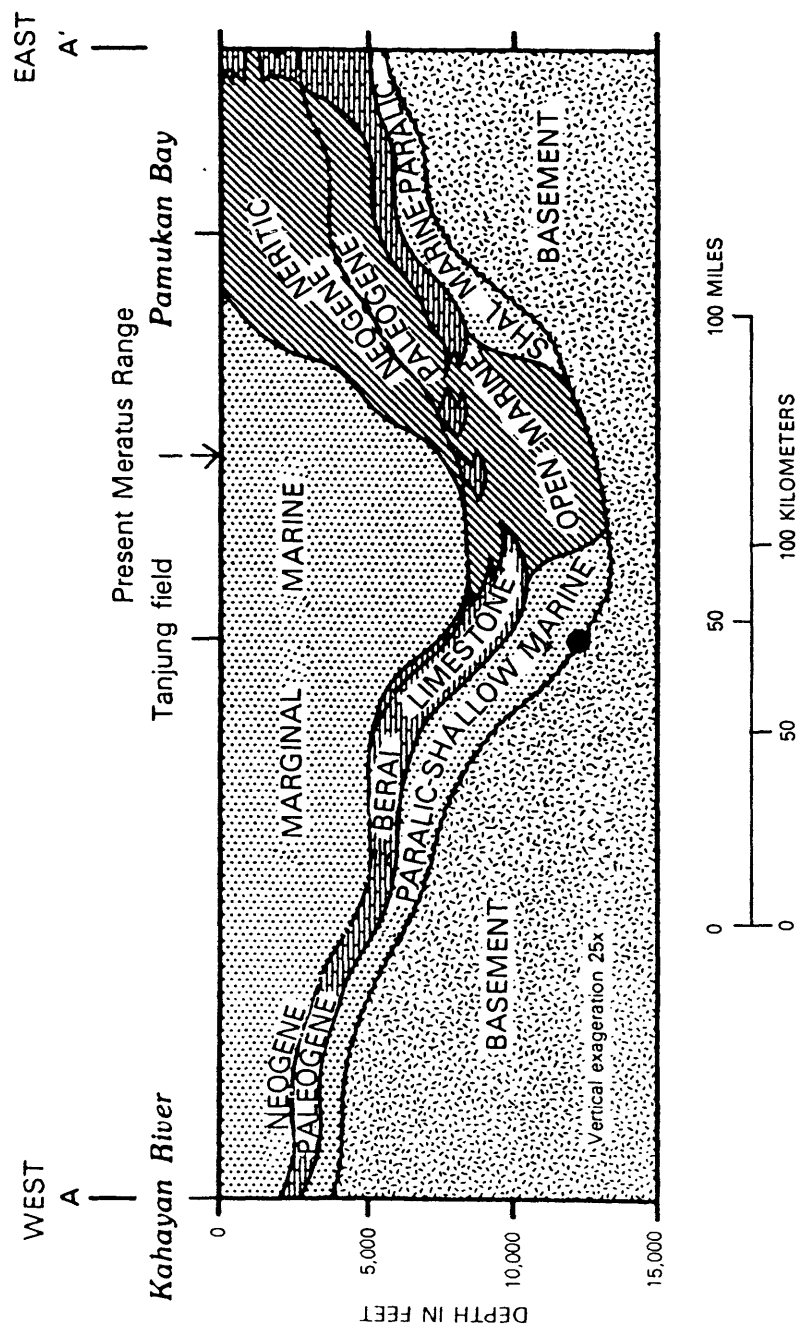 WEST
EAST
A
A'
Kahayan River
Tanjung field
Present Meratus Range
Pamukan Bay
DEPTH IN FEET
0
5,000
10,000
15,000
MARGINAL MARINE
NERITIC
NEOGENE
PALEOGENE
NEOGENE
PALEOGENE
BERAI LIMESTONE
PARALIC-SHALLOW MARINE
OPEN MARINE
SHAL MARINE-PARALIC
BASEMENT
BASEMENT
Vertical exageration 25x
0 50 100 MILES
0 50 100 KILOMETERS